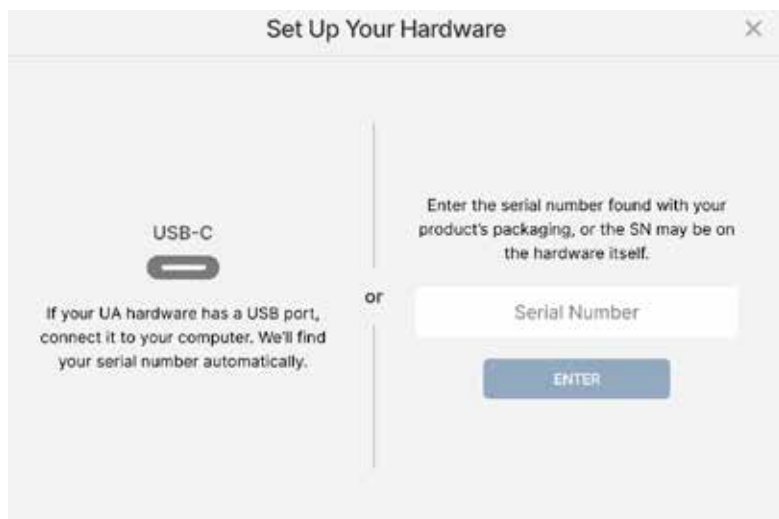 Set Up Your Hardware
USB-C
If your UA hardware has a USB port,
connect it to your computer. We'll find
your serial number automatically.
or
Enter the serial number found with your
product's packaging, or the SN may be on
the hardware itself.
Serial Number
ENTER